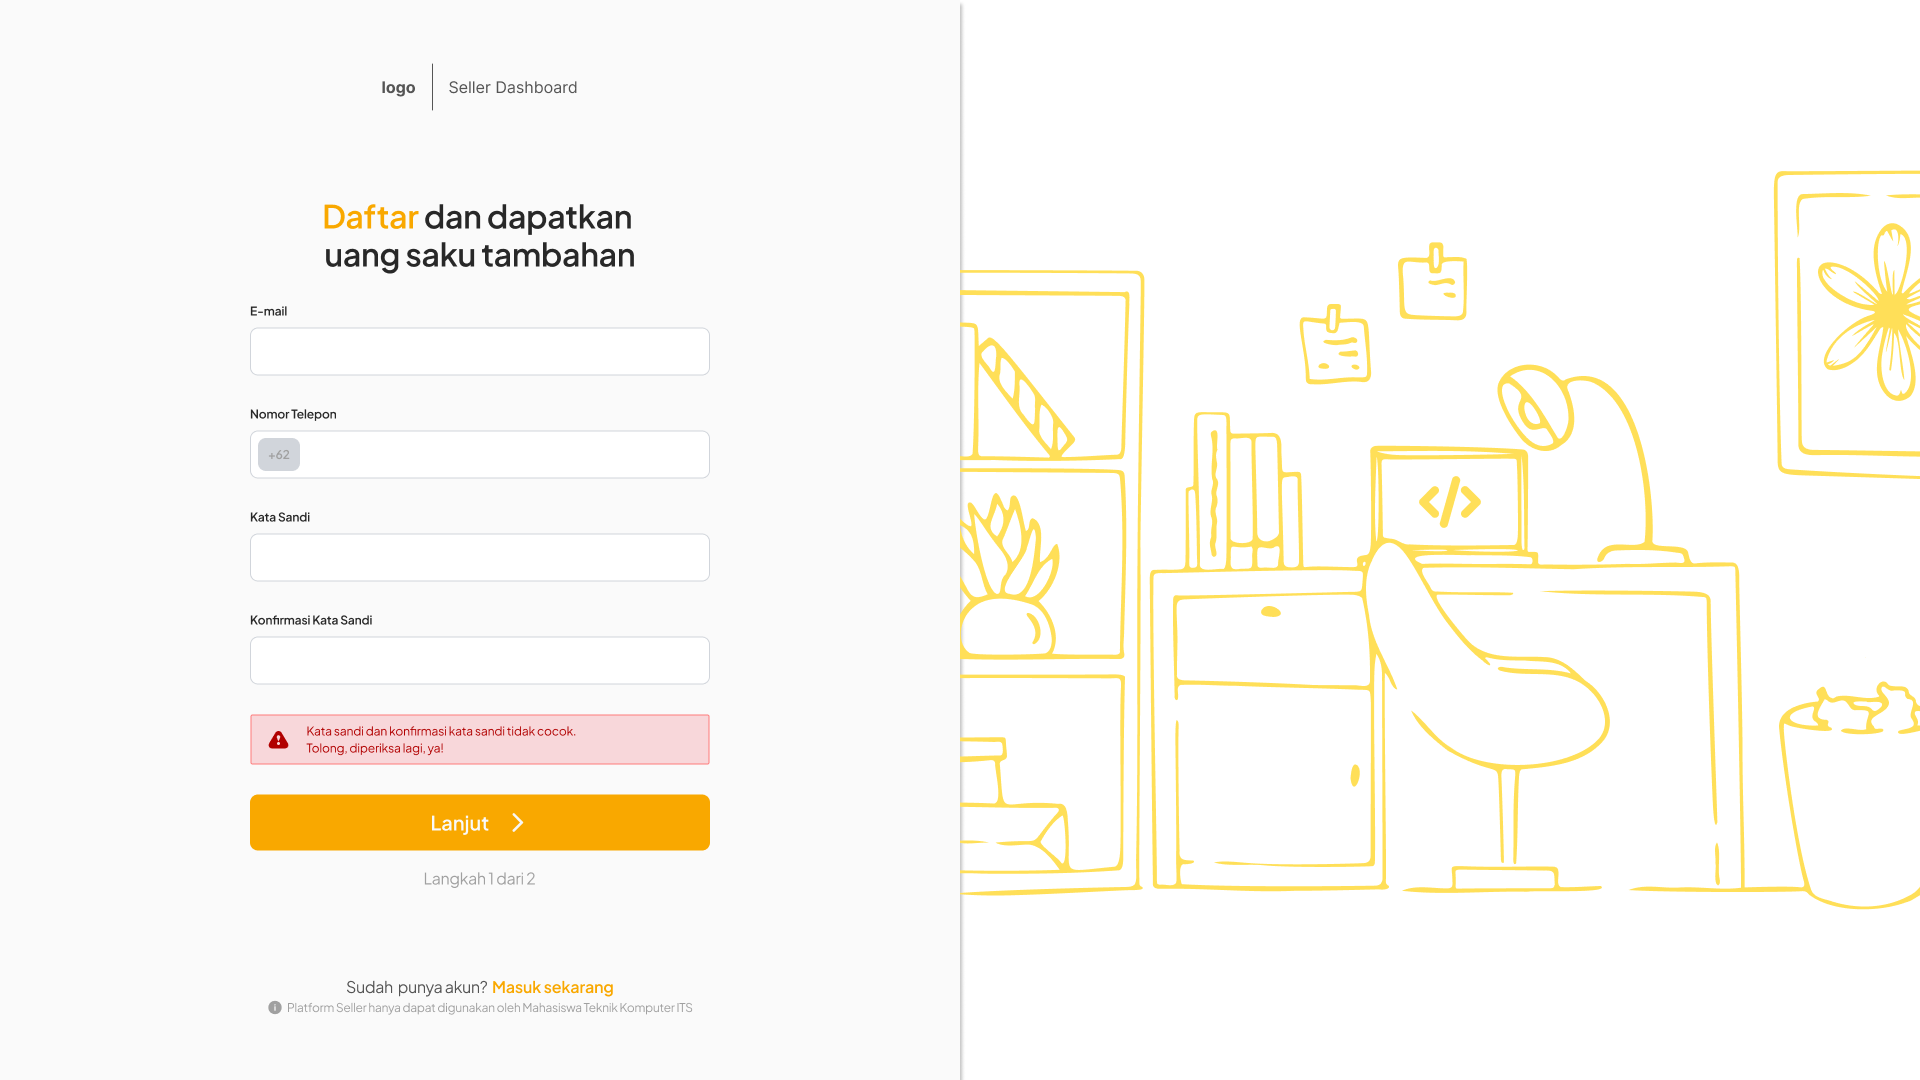 logo
Seller Dashboard
Daftar dan dapatkan
uang saku tambahan
E-mail
Nomor Telepon
+62
Kata Sandi
Konfirmasi Kata Sandi
Kata sandi dan konfirmasi kata sandi tidak cocok.
Tolong, diperiksa lagi, ya!
Lanjut
Langkah 1 dari 2
Sudah punya akun? Masuk sekarang
Platform Seller hanya dapat digunakan oleh Mahasiswa Teknik Komputer ITS
<//>